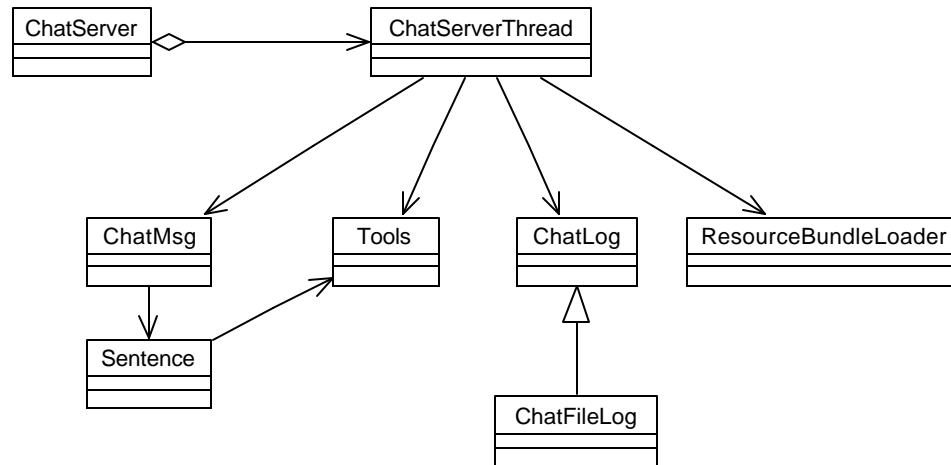 ChatServer
ChatServerThread
ChatMsg
Tools
ChatLog
ResourceBundleLoader
Sentence
ChatFileLog